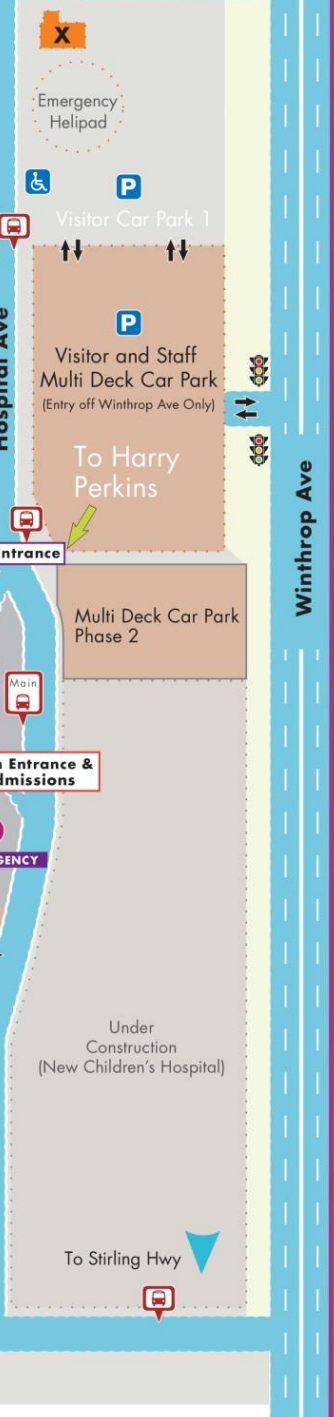 X
Emergency
Helipad
P
Visitor Car Park 1
P
Visitor and Staff
Multi Deck Car Park
(Entry off Winthrop Ave Only)
Hospital Ave
To Harry
Perkins
Winthrop Ave
ntrance
Multi Deck Car Park
Phase 2
Main
n Entrance &
dmissions
GENCY
Under
Construction
(New Children's Hospital)
To Stirling Hwy